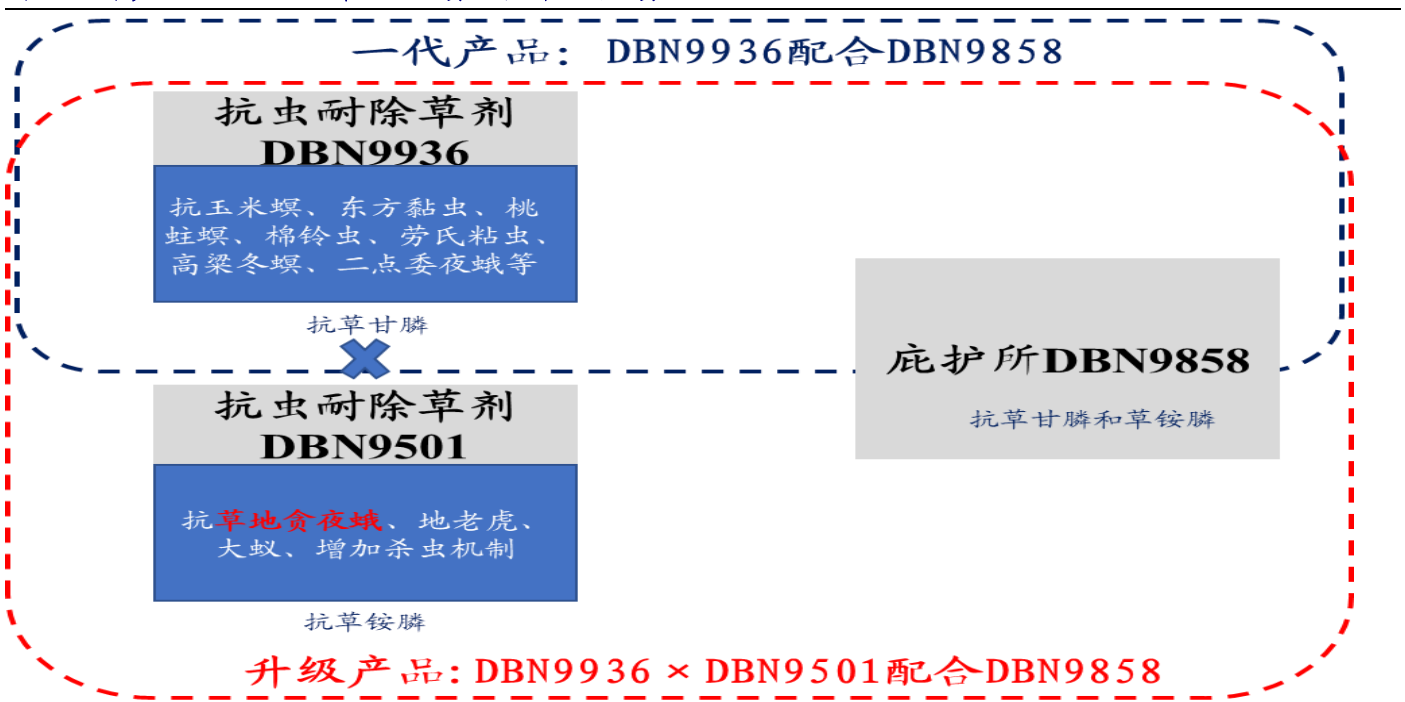 一代产品: DBN9936配合DBN9858
抗虫耐除草剂
DBN9936
抗玉米螟、东方黏虫、桃
蛀螟、棉铃虫、劳氏粘虫、
高粱冬螟、二点委夜蛾等
抗草甘膦
抗虫耐除草剂
DBN9501
抗草地贪夜蛾、地老虎、
大蚁、增加杀虫机制
抗草铵膦
庇护所DBN9858
抗草甘膦和草铵膦
升级产品:DBN9936×DBN9501配合DBN9858